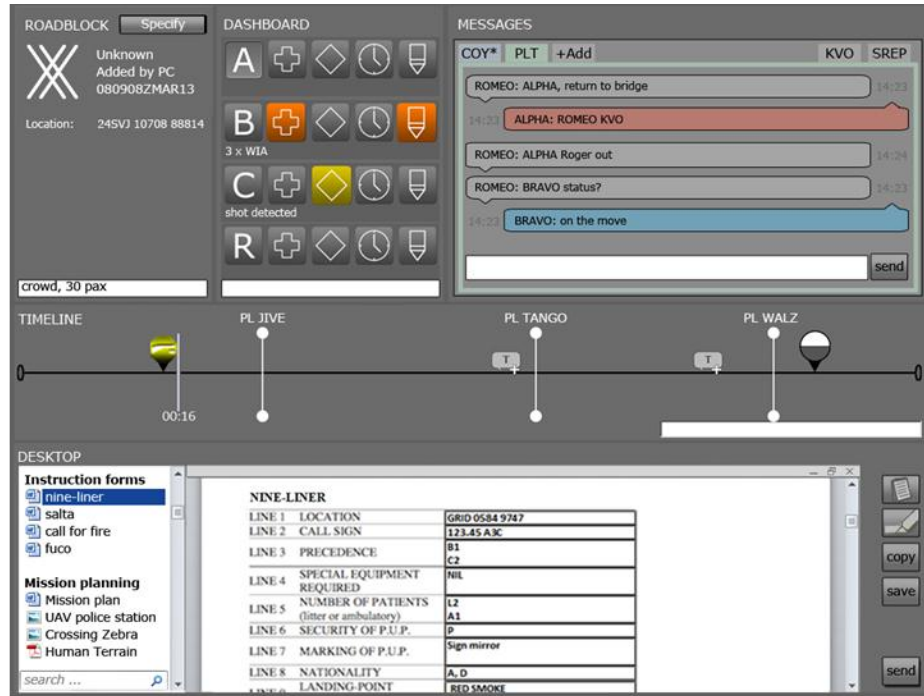 ROADBLOCK
Specify
Unknown
Added by PC
080908ZMAR13
Location: 24SVJ 10708 88814
crowd, 30 pax
DASHBOARD
A
B
3 x WIA
C
shot detected
R
MESSAGES
COY* PLT +Add KVO SREP
ROMEO: ALPHA, return to bridge 14:23
14:23 ALPHA: ROMEO KVO
ROMEO: ALPHA Roger out 14:24
ROMEO: BRAVO status? 14:23
14:23 BRAVO: on the move
send
TIMELINE
PL JIVE
PL TANGO
PL WALZ
T
T
0
0
00:16
DESKTOP
Instruction forms
nine-liner
salta
call for fire
fuco
Mission planning
Mission plan
UAV police station
Crossing Zebra
Human Terrain
search ...
NINE-LINER
LINE 1 LOCATION GRID 0584 9747
LINE 2 CALL SIGN 123.45 A3C
LINE 3 PRECEDENCE B1
C2
LINE 4 SPECIAL EQUIPMENT REQUIRED NIL
LINE 5 NUMBER OF PATIENTS L2
(litter or ambulatory) A1
LINE 6 SECURITY OF P.U.P. P
LINE 7 MARKING OF P.U.P. Sign mirror
LINE 8 NATIONALITY A, D
LANDING-POINT RED SMOKE
copy
save
send